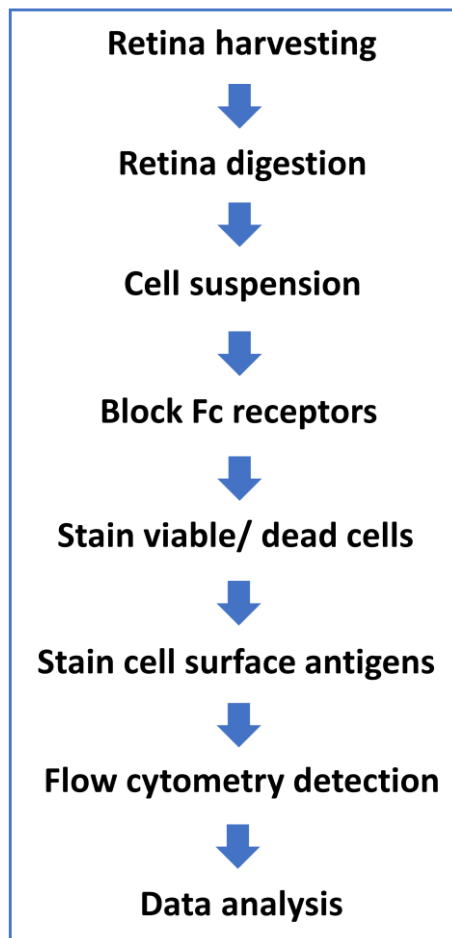 Retina harvesting
Retina digestion
Cell suspension
Block Fc receptors
Stain viable/ dead cells
Stain cell surface antigens
Flow cytometry detection
Data analysis